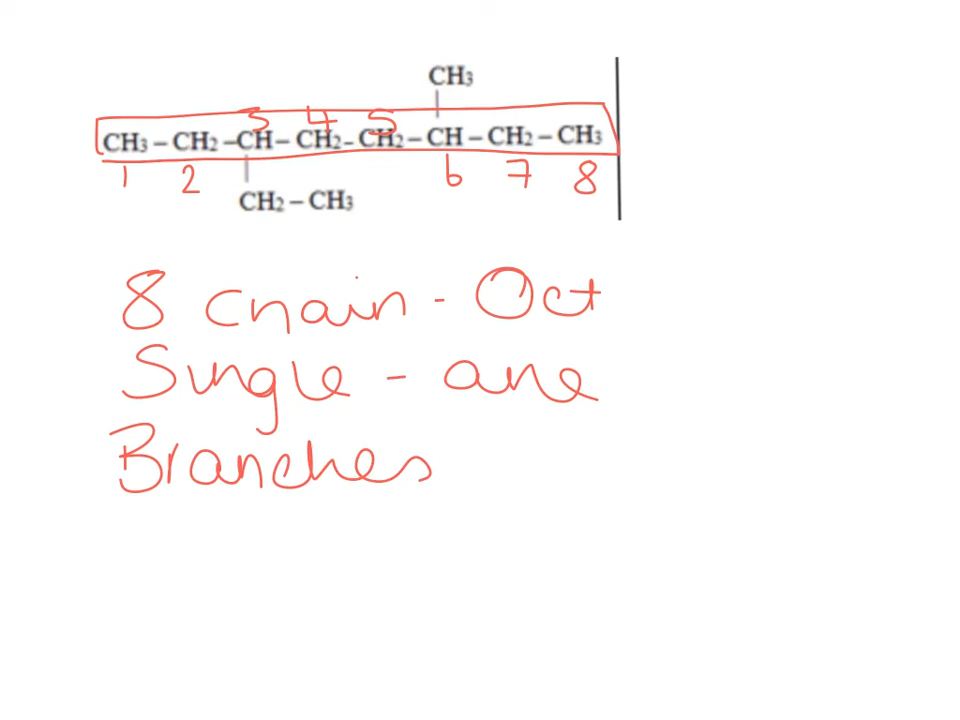 CH3
3 4 5
CH3 – CH2 – CH – CH2 – CH2 – CH – CH2 – CH3
1 2 6 7 8
CH2 – CH3
8 chain - Oct
Single - ane
Branches